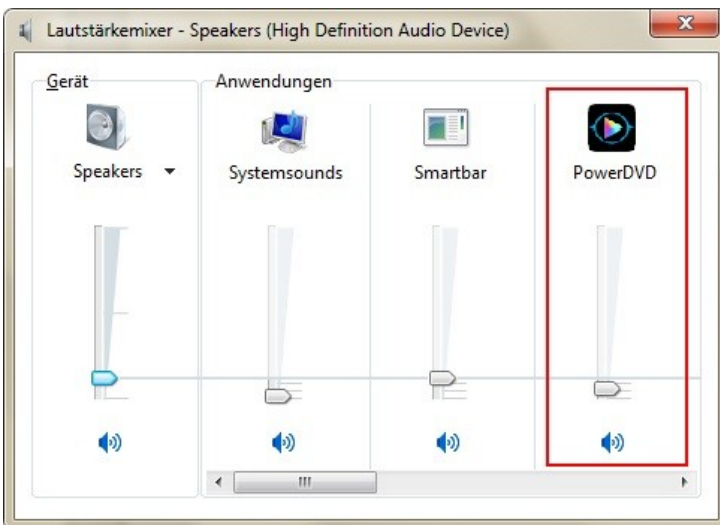 Lautstärkemixer - Speakers (High Definition Audio Device)
Gerät
Anwendungen
Speakers
Systemsounds
Smartbar
PowerDVD